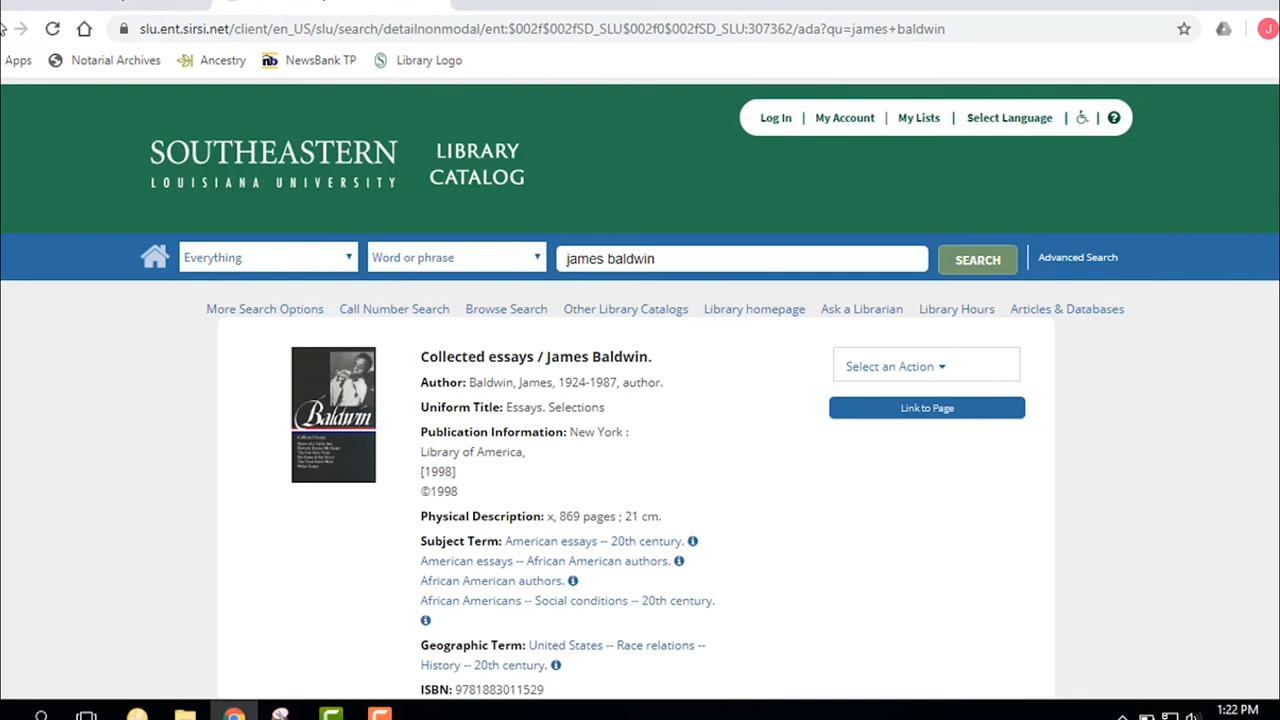 slu.ent.sirsi.net/client/en_US/slu/search/detailnonmodal/ent:$002f$002fSD_SLU$002f0$002fSD_SLU:307362/ada?qu=james+baldwin
J
Apps Notarial Archives Ancestry nb NewsBank TP Library Logo
Log In | My Account | My Lists | Select Language | | ?
SOUTHEASTERN
LOUISIANA UNIVERSITY
LIBRARY
CATALOG
Everything Word or phrase james baldwin SEARCH Advanced Search
More Search Options Call Number Search Browse Search Other Library Catalogs Library homepage Ask a Librarian Library Hours Articles & Databases
Baldwin
Collected Essays
Collected essays / James Baldwin.
Author: Baldwin, James, 1924-1987, author.
Uniform Title: Essays. Selections
Publication Information: New York :
Library of America,
[1998]
©1998
Physical Description: x, 869 pages ; 21 cm.
Subject Term: American essays -- 20th century.
American essays -- African American authors.
African American authors.
African Americans -- Social conditions -- 20th century.
Geographic Term: United States -- Race relations --
History -- 20th century.
ISBN: 9781883011529
Select an Action
Link to Page
1:22 PM